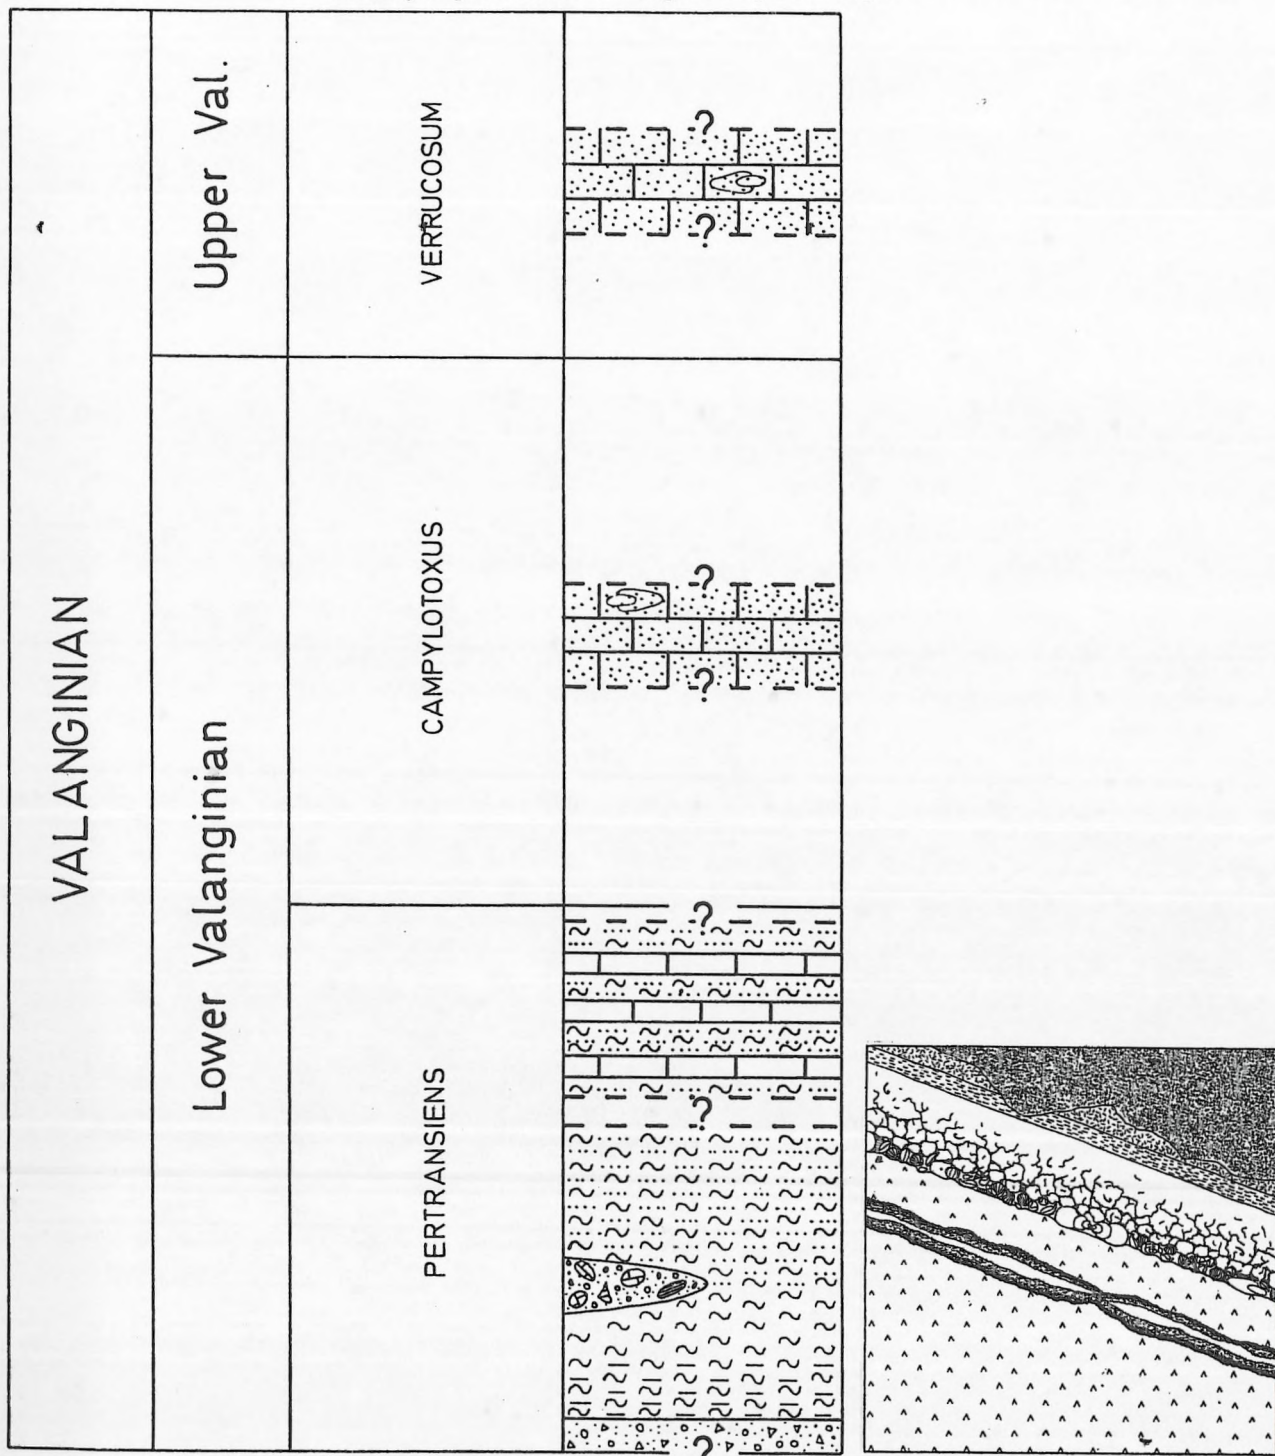 VALANGINIAN
Upper Val.
Lower Valanginian
VERRUCOSUM
CAMPYLOTOXUS
PERTRANSIENS
?
?
?
?
?
?
?